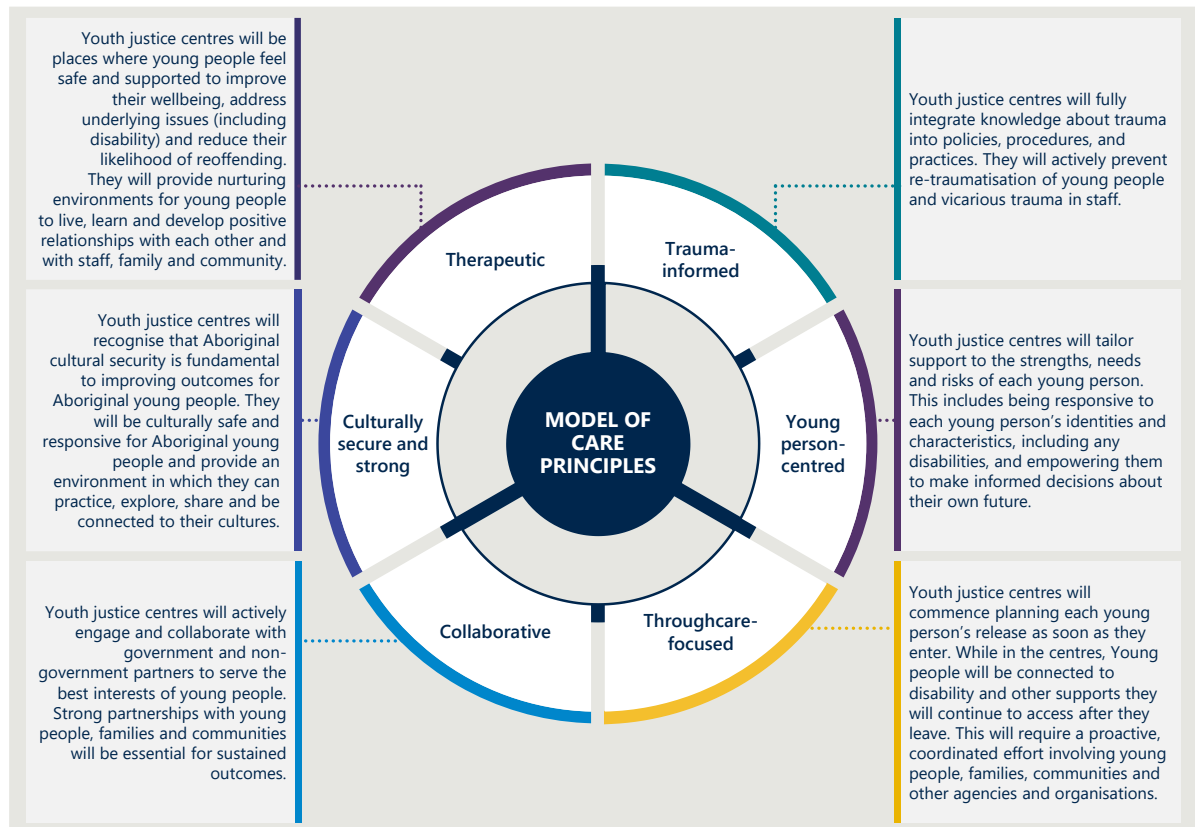 Youth justice centres will be
places where young people feel
safe and supported to improve
their wellbeing, address
underlying issues (including
disability) and reduce their
likelihood of reoffending.
They will provide nurturing
environments for young people
to live, learn and develop positive
relationships with each other and
with staff, family and community.
Youth justice centres will
recognise that Aboriginal
cultural security is fundamental
to improving outcomes for
Aboriginal young people. They
will be culturally safe and
responsive for Aboriginal young
people and provide an
environment in which they can
practice, explore, share and be
connected to their cultures.
Youth justice centres will actively
engage and collaborate with
government and non-
government partners to serve the
best interests of young people.
Strong partnerships with young
people, families and communities
will be essential for sustained
outcomes.
Therapeutic
Trauma-
informed
Culturally
secure and
strong
MODEL OF
CARE
PRINCIPLES
Young
person-
centred
Collaborative
Throughcare-
focused
Youth justice centres will fully
integrate knowledge about trauma
into policies, procedures, and
practices. They will actively prevent
re-traumatisation of young people
and vicarious trauma in staff.
Youth justice centres will tailor
support to the strengths, needs
and risks of each young person.
This includes being responsive to
each young person's identities and
characteristics, including any
disabilities, and empowering them
to make informed decisions about
their own future.
Youth justice centres will
commence planning each young
person's release as soon as they
enter. While in the centres, Young
people will be connected to
disability and other supports they
will continue to access after they
leave. This will require a proactive,
coordinated effort involving young
people, families, communities and
other agencies and organisations.